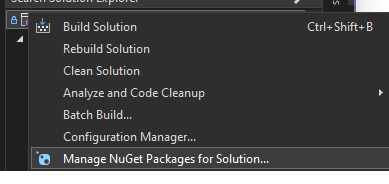 Search Solution Explorer
Build Solution Ctrl+Shift+B
Rebuild Solution
Clean Solution
Analyze and Code Cleanup
Batch Build...
Configuration Manager...
Manage NuGet Packages for Solution...